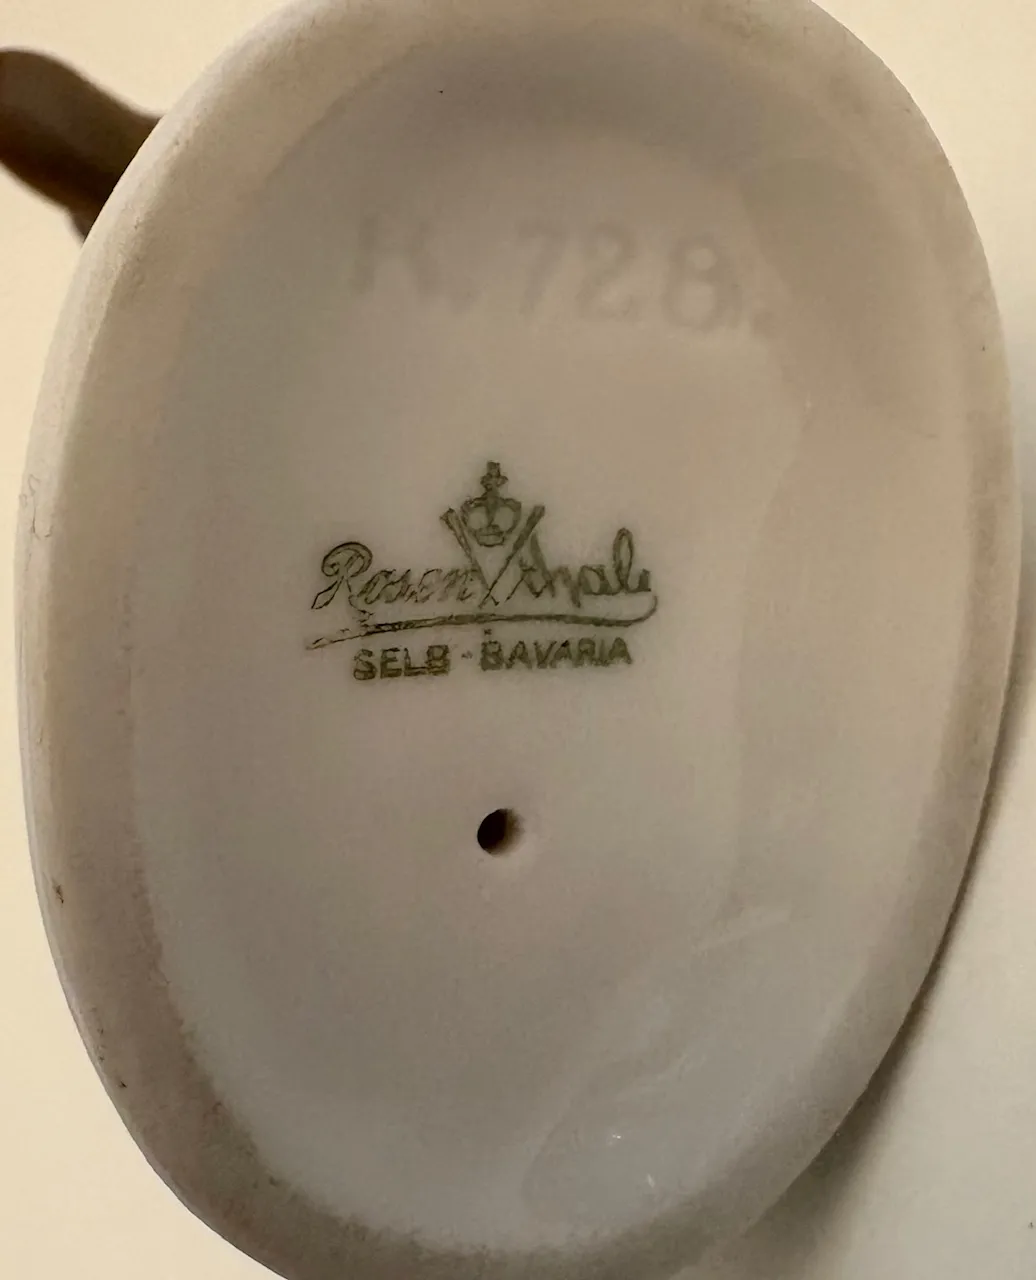 K. 728.
Rosenthal
SELB - BAVARIA